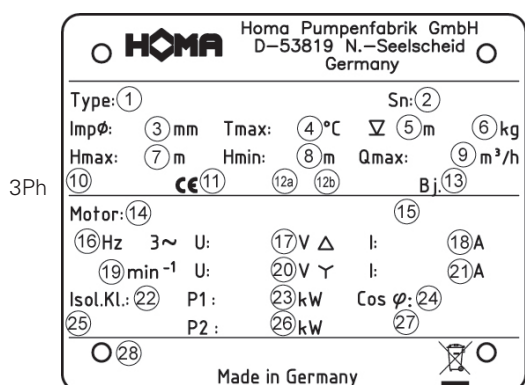 HOMA Homa Pumpenfabrik GmbH
D-53819 N.-Seelscheid
Germany
Type: 1 Sn: 2
Impø: 3 mm Tmax: 4 °C ∇ 5 m 6 kg
Hmax: 7 m Hmin: 8 m Qmax: 9 m³/h
3Ph 10 CE 11 12a 12b Bj. 13
Motor: 14 15
16 Hz 3~ U: 17 V △ I: 18 A
19 min⁻¹ U: 20 V Y I: 21 A
Isol.Kl.: 22 P1 : 23 kW Cos φ: 24
25 P2 : 26 kW 27
28
Made in Germany